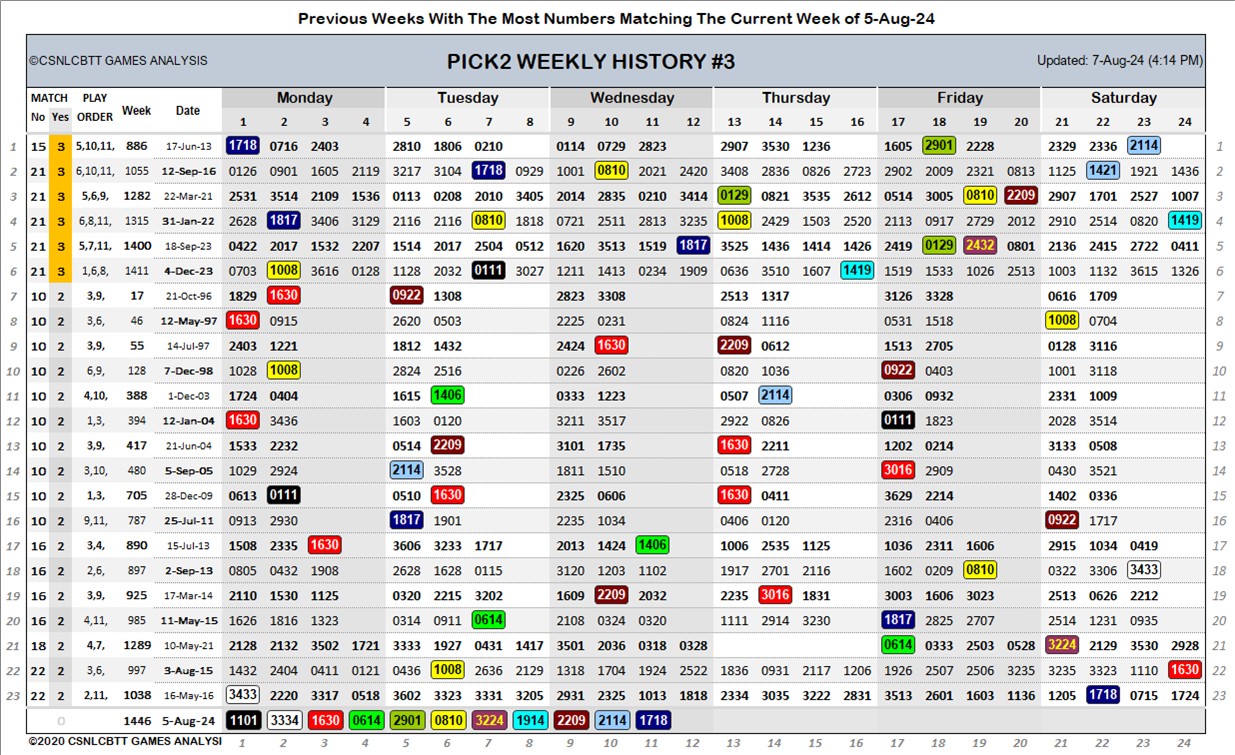 Previous Weeks With The Most Numbers Matching The Current Week of 5-Aug-24
©CSNLCBTT GAMES ANALYSIS PICK2 WEEKLY HISTORY #3 Updated: 7-Aug-24 (4:14 PM)
MATCH PLAY Week Date Monday Tuesday Wednesday Thursday Friday Saturday
No Yes ORDER 1 2 3 4 5 6 7 8 9 10 11 12 13 14 15 16 17 18 19 20 21 22 23 24
1 15 3 5,10,11, 886 17-Jun-13 1718 0716 2403 2810 1806 0210 0114 0729 2823 2907 3530 1236 1605 2901 2228 2329 2336 2114 1
2 21 3 6,10,11, 1055 12-Sep-16 0126 0901 1605 2119 3217 3104 1718 0929 1001 0810 2021 2420 3408 2836 0826 2723 2902 2009 2321 0813 1125 1421 1921 1436 2
3 21 3 5,6,9, 1282 22-Mar-21 2531 3514 2109 1536 0113 0208 2010 3405 2014 2835 0210 3414 0129 0821 3535 2612 0514 3005 0810 2209 2907 1701 2527 1007 3
4 21 3 6,8,11, 1315 31-Jan-22 2628 1817 3406 3129 2116 2116 0810 1818 0721 2511 2813 3235 1008 2429 1503 2520 2113 0917 2729 2012 2910 2514 0820 1419 4
5 21 3 5,7,11, 1400 18-Sep-23 0422 2017 1532 2207 1514 2017 2504 0512 1620 3513 1519 1817 3525 1436 1414 1426 2419 0129 2432 0801 2136 2415 2722 0411 5
6 21 3 1,6,8, 1411 4-Dec-23 0703 1008 3616 0128 1128 2032 0111 3027 1211 1413 0234 1909 0636 3510 1607 1419 1519 1533 1026 2513 1003 1132 3615 1326 6
7 10 2 3,9, 17 21-Oct-96 1829 1630 0922 1308 2823 3308 2513 1317 3126 3328 0616 1709 7
8 10 2 3,6, 46 12-May-97 1630 0915 2620 0503 2225 0231 0824 1116 0531 1518 1008 0704 8
9 10 2 3,9, 55 14-Jul-97 2403 1221 1812 1432 2424 1630 2209 0612 1513 2705 0128 3116 9
10 10 2 6,9, 128 7-Dec-98 1028 1008 2824 2516 0226 2602 0820 1036 0922 0403 1001 3118 10
11 10 2 4,10, 388 1-Dec-03 1724 0404 1615 1406 0333 1223 0507 2114 0306 0932 2331 1009 11
12 10 2 1,3, 394 12-Jan-04 1630 3436 1603 0120 3211 3517 2922 0826 0111 1823 2028 3514 12
13 10 2 3,9, 417 21-Jun-04 1533 2232 0514 2209 3101 1735 1630 2211 1202 0214 3133 0508 13
14 10 2 3,10, 480 5-Sep-05 1029 2924 2114 3528 1811 1510 0518 2728 3016 2909 0430 3521 14
15 10 2 1,3, 705 28-Dec-09 0613 0111 0510 1630 2325 0606 1630 0411 3629 2214 1402 0336 15
16 10 2 9,11, 787 25-Jul-11 0913 2930 1817 1901 2235 1034 0406 0120 2316 0406 0922 1717 16
17 16 2 3,4, 890 15-Jul-13 1508 2335 1630 3606 3233 1717 2013 1424 1406 1006 2535 1125 1036 2311 1606 2915 1034 0419 17
18 16 2 2,6, 897 2-Sep-13 0805 0432 1908 2628 1628 0115 3120 1203 1102 1917 2701 2116 1602 0209 0810 0322 3306 3433 18
19 16 2 3,9, 925 17-Mar-14 2110 1530 1125 0320 2215 3202 1609 2209 2032 2235 3016 1831 3003 1606 3023 2513 0626 2212 19
20 16 2 4,11, 985 11-May-15 1626 1816 1323 0314 0911 0614 2108 0324 0320 1111 2914 3230 1817 2825 2707 2514 1231 0935 20
21 18 2 4,7, 1289 10-May-21 2128 2132 3502 1721 3333 1927 0431 1417 3501 2036 0318 0328 0614 0333 2503 0528 3224 2129 3530 2928 21
22 22 2 3,6, 997 3-Aug-15 1432 2404 0411 0121 0436 1008 2636 2129 1318 1704 1924 2522 1836 0931 2117 1206 1926 2507 2506 3235 3235 3323 1110 1630 22
23 22 2 2,11, 1038 16-May-16 3433 2220 3317 0518 3602 3323 3331 3205 2931 2325 1013 1818 2334 3035 3222 2831 3513 2601 1603 1136 1205 1718 0715 1724 23
0 1446 5-Aug-24 1101 3334 1630 0614 2901 0810 3224 1914 2209 2114 1718
©2020 CSNLCBTT GAMES ANALYSI 1 2 3 4 5 6 7 8 9 10 11 12 13 14 15 16 17 18 19 20 21 22 23 24